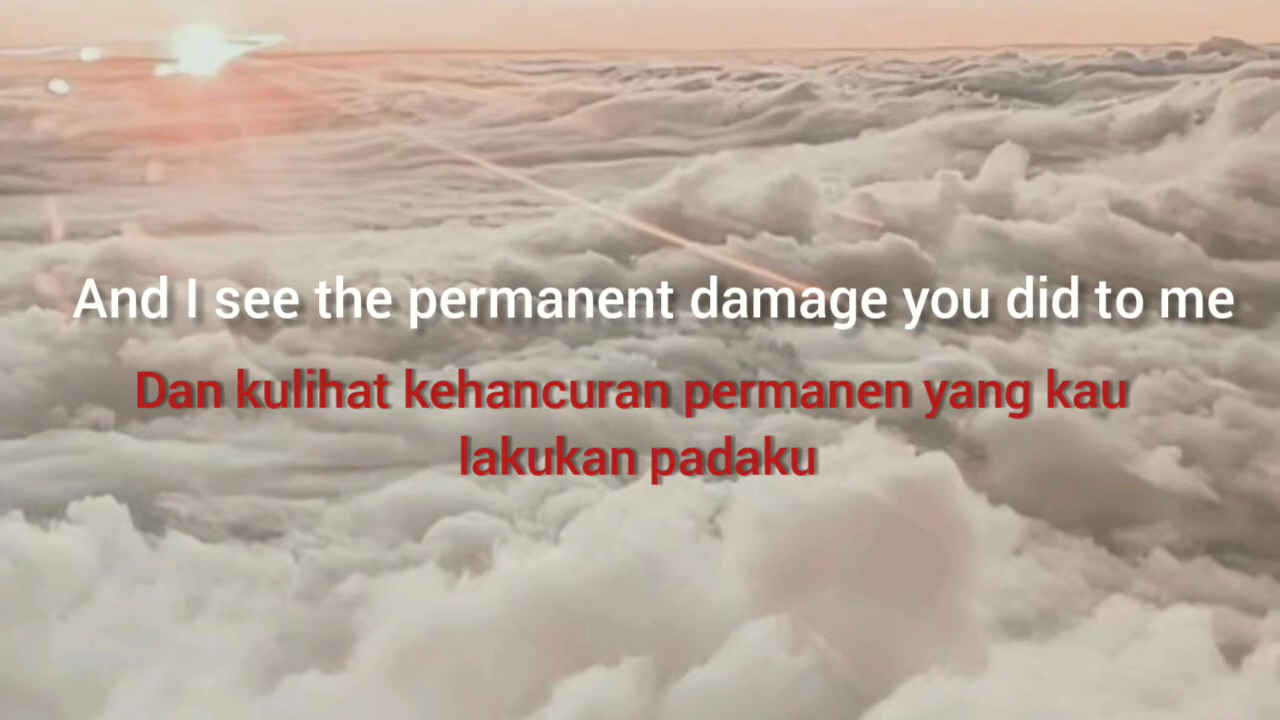 And I see the permanent damage you did to me
Dan kulihat kehancuran permanen yang kau
lakukan padaku